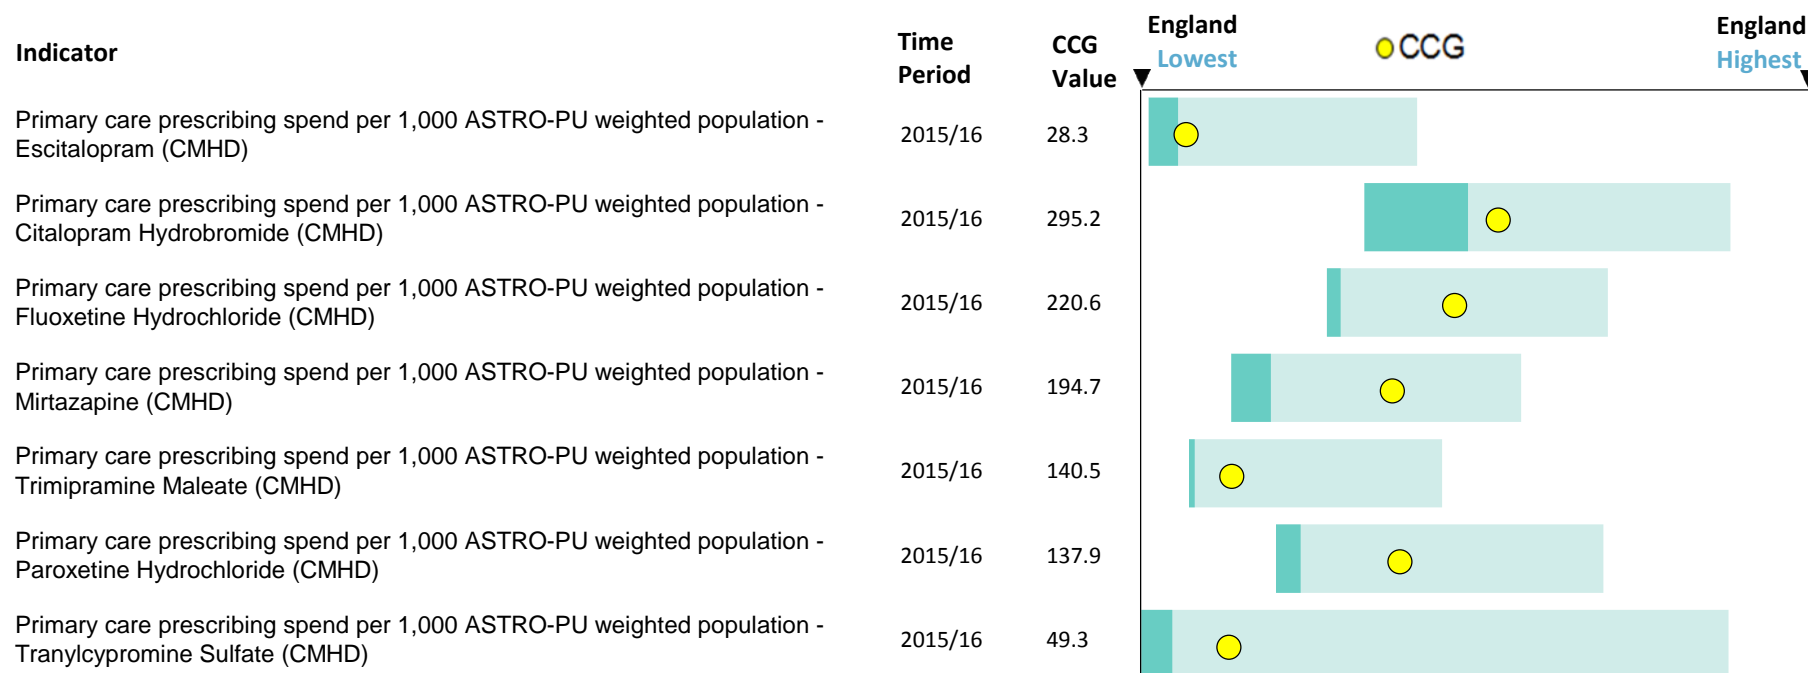 Indicator
Time
Period
CCG
Value
England
Lowest
CCG
England
Highest
Primary care prescribing spend per 1,000 ASTRO-PU weighted population -
Escitalopram (CMHD)
2015/16
28.3
Primary care prescribing spend per 1,000 ASTRO-PU weighted population -
Citalopram Hydrobromide (CMHD)
2015/16
295.2
Primary care prescribing spend per 1,000 ASTRO-PU weighted population -
Fluoxetine Hydrochloride (CMHD)
2015/16
220.6
Primary care prescribing spend per 1,000 ASTRO-PU weighted population -
Mirtazapine (CMHD)
2015/16
194.7
Primary care prescribing spend per 1,000 ASTRO-PU weighted population -
Trimipramine Maleate (CMHD)
2015/16
140.5
Primary care prescribing spend per 1,000 ASTRO-PU weighted population -
Paroxetine Hydrochloride (CMHD)
2015/16
137.9
Primary care prescribing spend per 1,000 ASTRO-PU weighted population -
Tranylcypromine Sulfate (CMHD)
2015/16
49.3